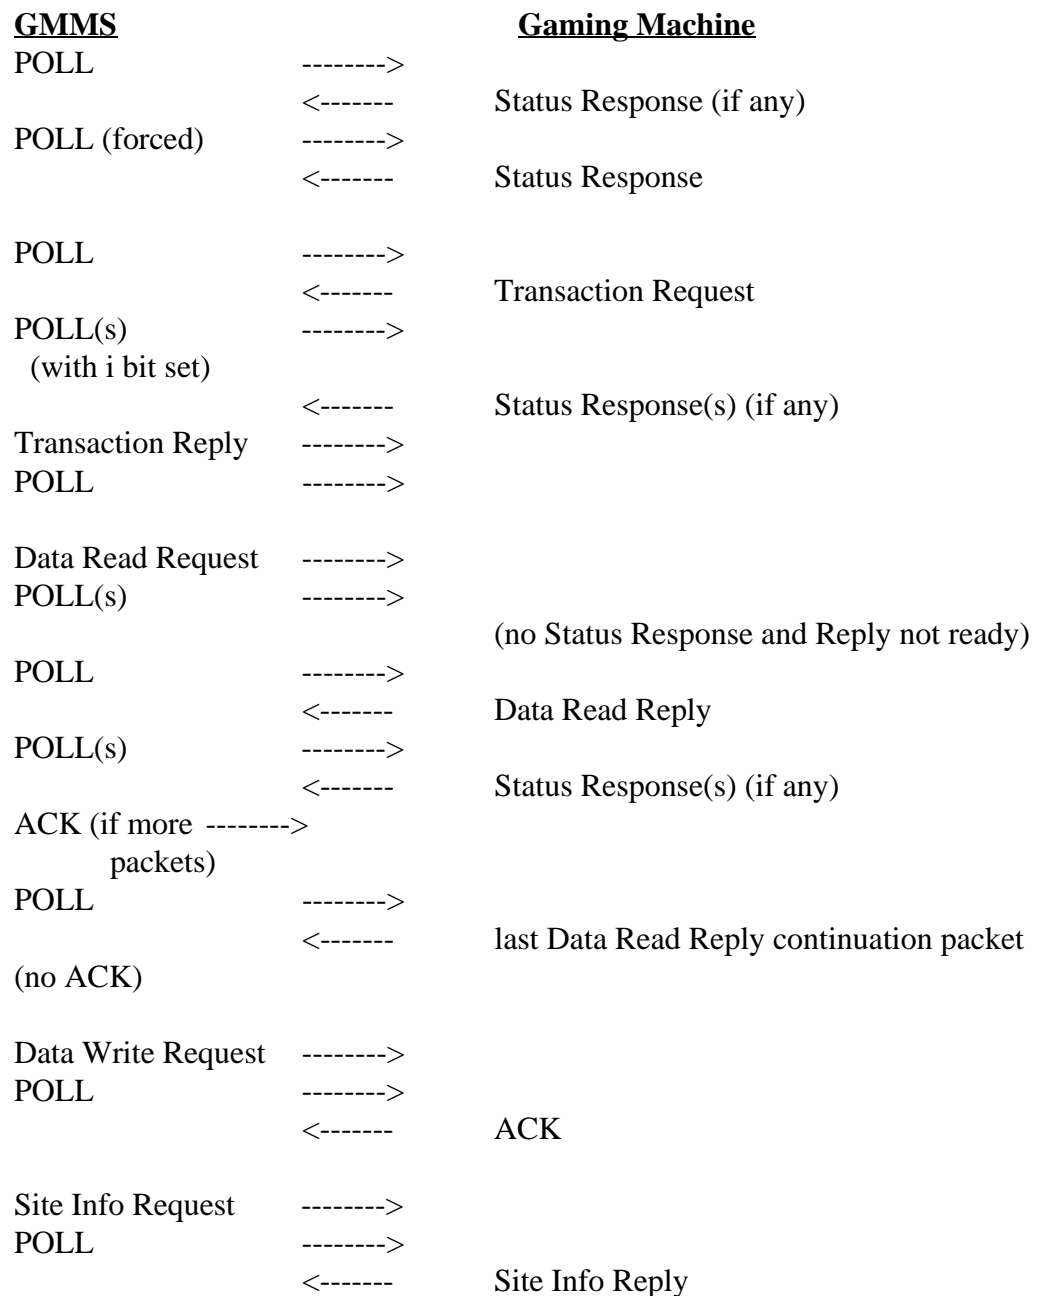 GMMS Gaming Machine
POLL -------->
<------- Status Response (if any)
POLL (forced) -------->
<------- Status Response
POLL -------->
<------- Transaction Request
POLL(s) -------->
(with i bit set)
<------- Status Response(s) (if any)
Transaction Reply -------->
POLL -------->
Data Read Request -------->
POLL(s) -------->
(no Status Response and Reply not ready)
POLL -------->
<------- Data Read Reply
POLL(s) -------->
<------- Status Response(s) (if any)
ACK (if more -------->
packets)
POLL -------->
<------- last Data Read Reply continuation packet
(no ACK)
Data Write Request -------->
POLL -------->
<------- ACK
Site Info Request -------->
POLL -------->
<------- Site Info Reply